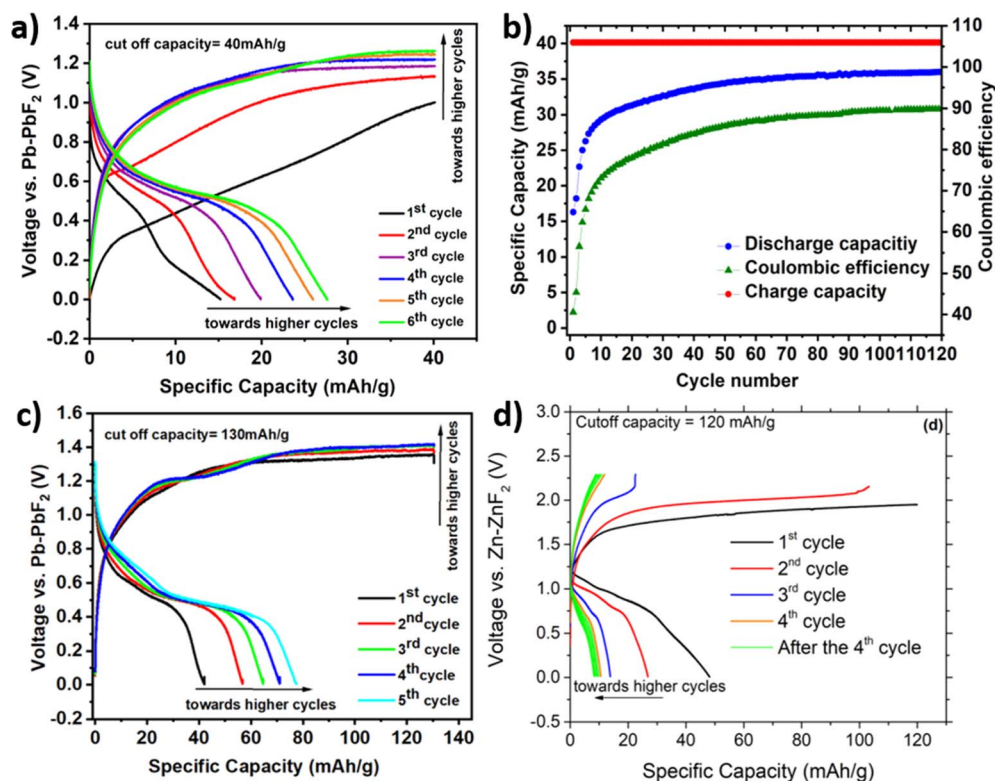 a)
cut off capacity= 40mAh/g
1.4
1.2
1.0
0.8
0.6
0.4
0.2
0.0
-0.2
Voltage vs. Pb-PbF₂ (V)
towards higher cycles
1st cycle
2nd cycle
3rd cycle
4th cycle
5th cycle
6th cycle
towards higher cycles
0 10 20 30 40
Specific Capacity (mAh/g)
b)
45
40
35
30
25
20
15
10
5
0
Specific Capacity (mAh/g)
Discharge capacitiy
Coulombic efficiency
Charge capacity
110
100
90
80
70
60
50
40
Coulombic efficiency
0 10 20 30 40 50 60 70 80 90 100 110 120
Cycle number
c)
cut off capacity= 130mAh/g
1.6
1.4
1.2
1.0
0.8
0.6
0.4
0.2
0.0
-0.2
Voltage vs. Pb-PbF₂ (V)
towards higher cycles
1st cycle
2nd cycle
3rd cycle
4th cycle
5th cycle
towards higher cycles
0 20 40 60 80 100 120 140
Specific Capacity (mAh/g)
d)
Cutoff capacity = 120 mAh/g
(d)
3.0
2.5
2.0
1.5
1.0
0.5
0.0
-0.5
Voltage vs. Zn-ZnF₂ (V)
1st cycle
2nd cycle
3rd cycle
4th cycle
After the 4th cycle
towards higher cycles
0 20 40 60 80 100 120
Specific Capacity (mAh/g)